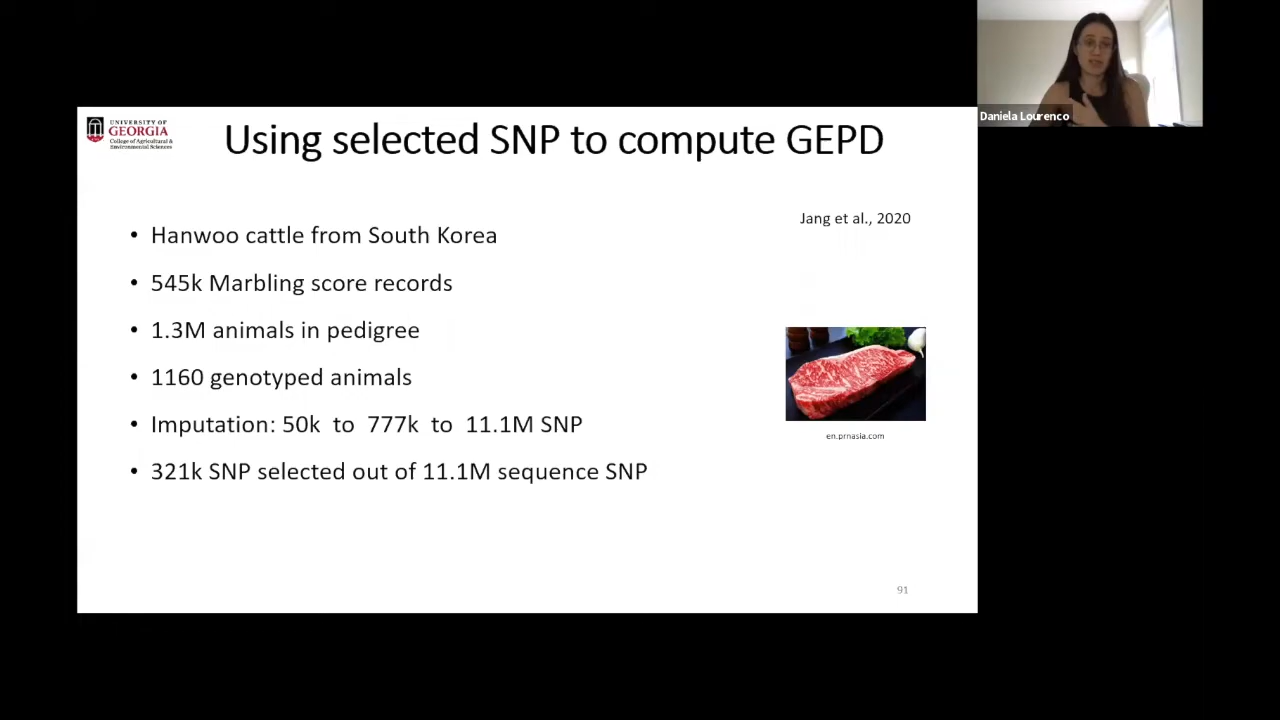 Daniela Lourenco
UNIVERSITY OF
GEORGIA
College of Agricultural &
Environmental Sciences
Using selected SNP to compute GEPD
Jang et al., 2020
• Hanwoo cattle from South Korea
• 545k Marbling score records
• 1.3M animals in pedigree
• 1160 genotyped animals
• Imputation: 50k to 777k to 11.1M SNP
• 321k SNP selected out of 11.1M sequence SNP
en.prnasia.com
91